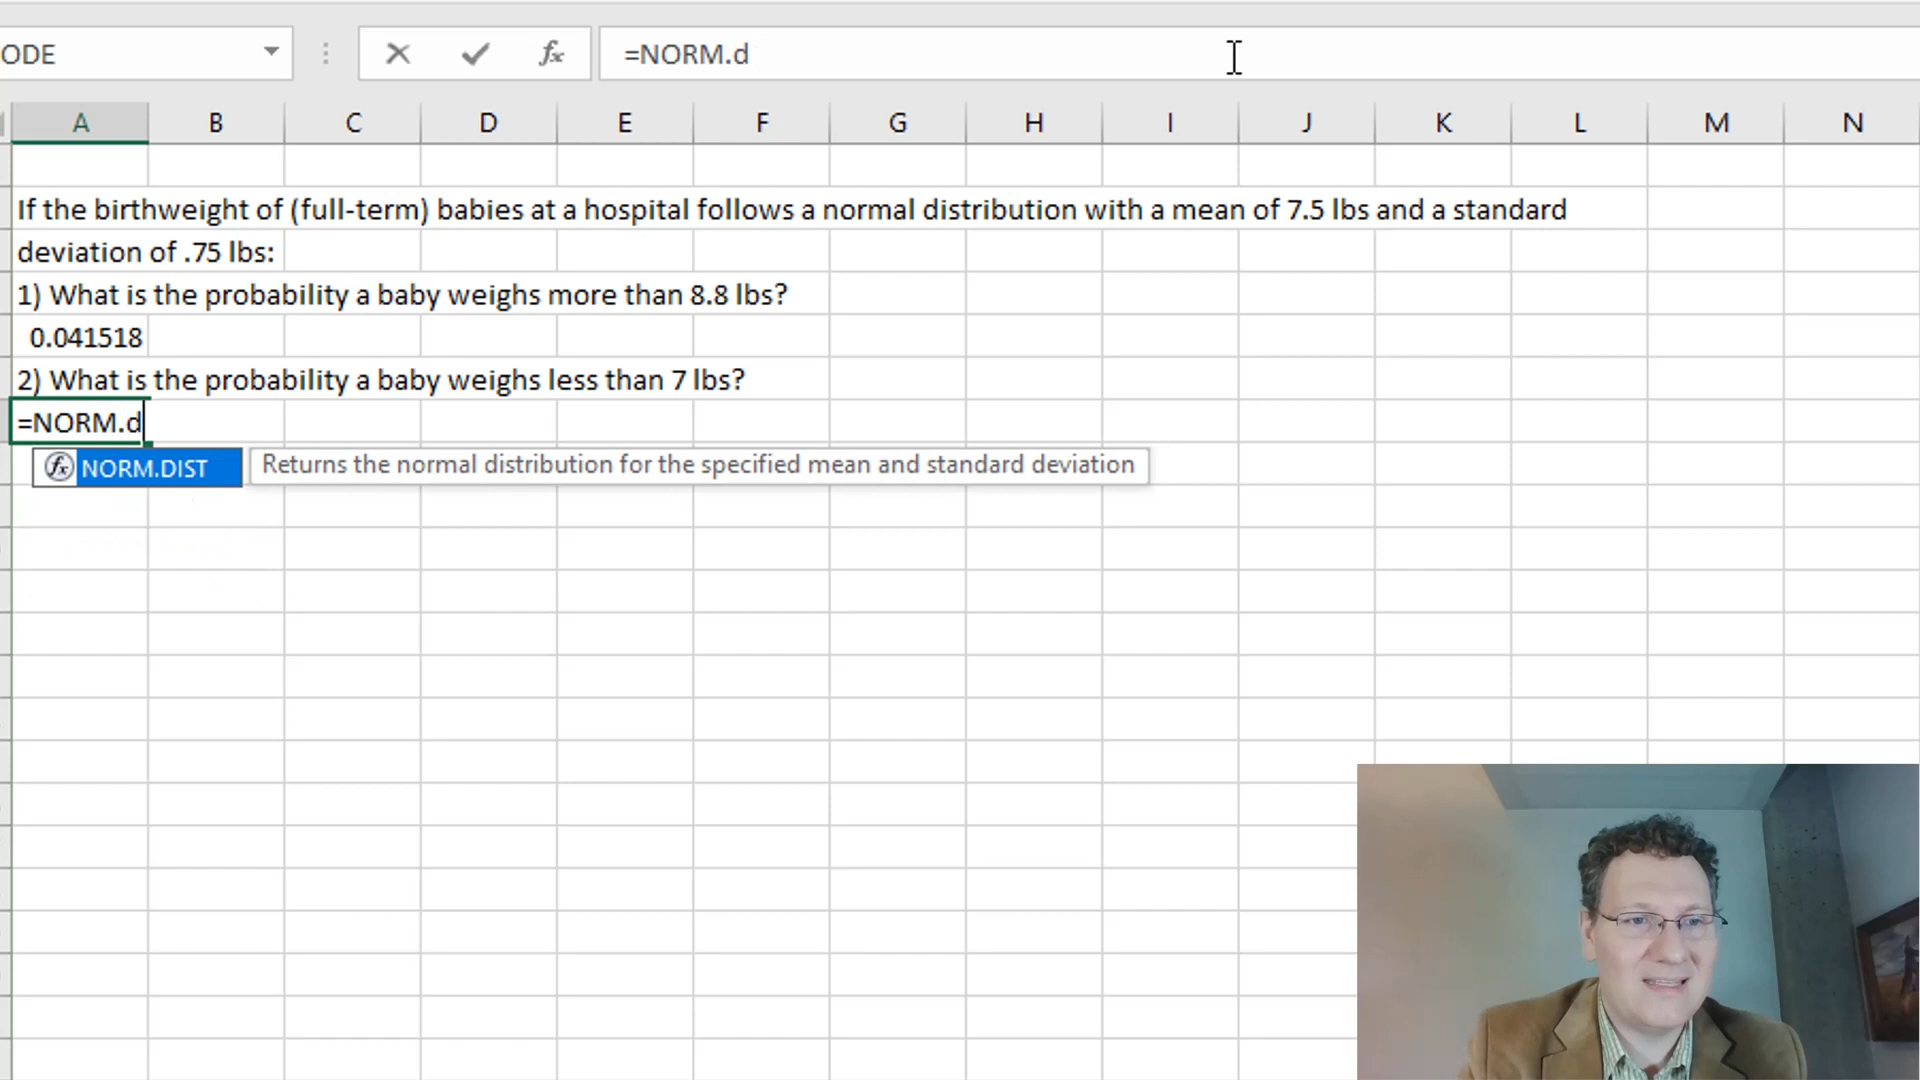 ODE fx =NORM.d
A B C D E F G H I J K L M N
If the birthweight of (full-term) babies at a hospital follows a normal distribution with a mean of 7.5 lbs and a standard
deviation of .75 lbs:
1) What is the probability a baby weighs more than 8.8 lbs?
0.041518
2) What is the probability a baby weighs less than 7 lbs?
=NORM.d
fx NORM.DIST Returns the normal distribution for the specified mean and standard deviation